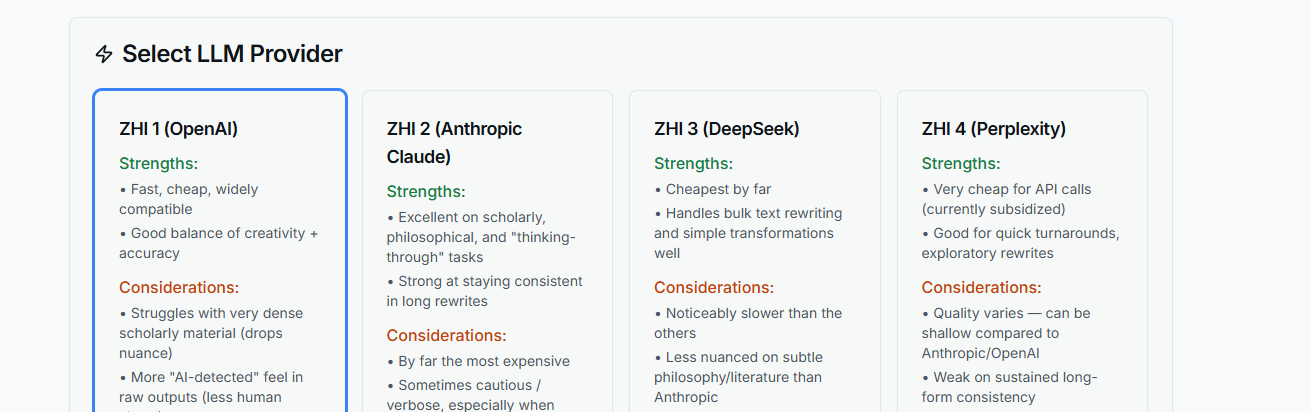 Select LLM Provider
ZHI 1 (OpenAI)
Strengths:
• Fast, cheap, widely
compatible
• Good balance of creativity +
accuracy
Considerations:
• Struggles with very dense
scholarly material (drops
nuance)
• More "AI-detected" feel in
raw outputs (less human
ZHI 2 (Anthropic
Claude)
Strengths:
• Excellent on scholarly,
philosophical, and "thinking-
through" tasks
• Strong at staying consistent
in long rewrites
Considerations:
• By far the most expensive
• Sometimes cautious /
verbose, especially when
ZHI 3 (DeepSeek)
Strengths:
• Cheapest by far
• Handles bulk text rewriting
and simple transformations
well
Considerations:
• Noticeably slower than the
others
• Less nuanced on subtle
philosophy/literature than
Anthropic
ZHI 4 (Perplexity)
Strengths:
• Very cheap for API calls
(currently subsidized)
• Good for quick turnarounds,
exploratory rewrites
Considerations:
• Quality varies — can be
shallow compared to
Anthropic/OpenAI
• Weak on sustained long-
form consistency